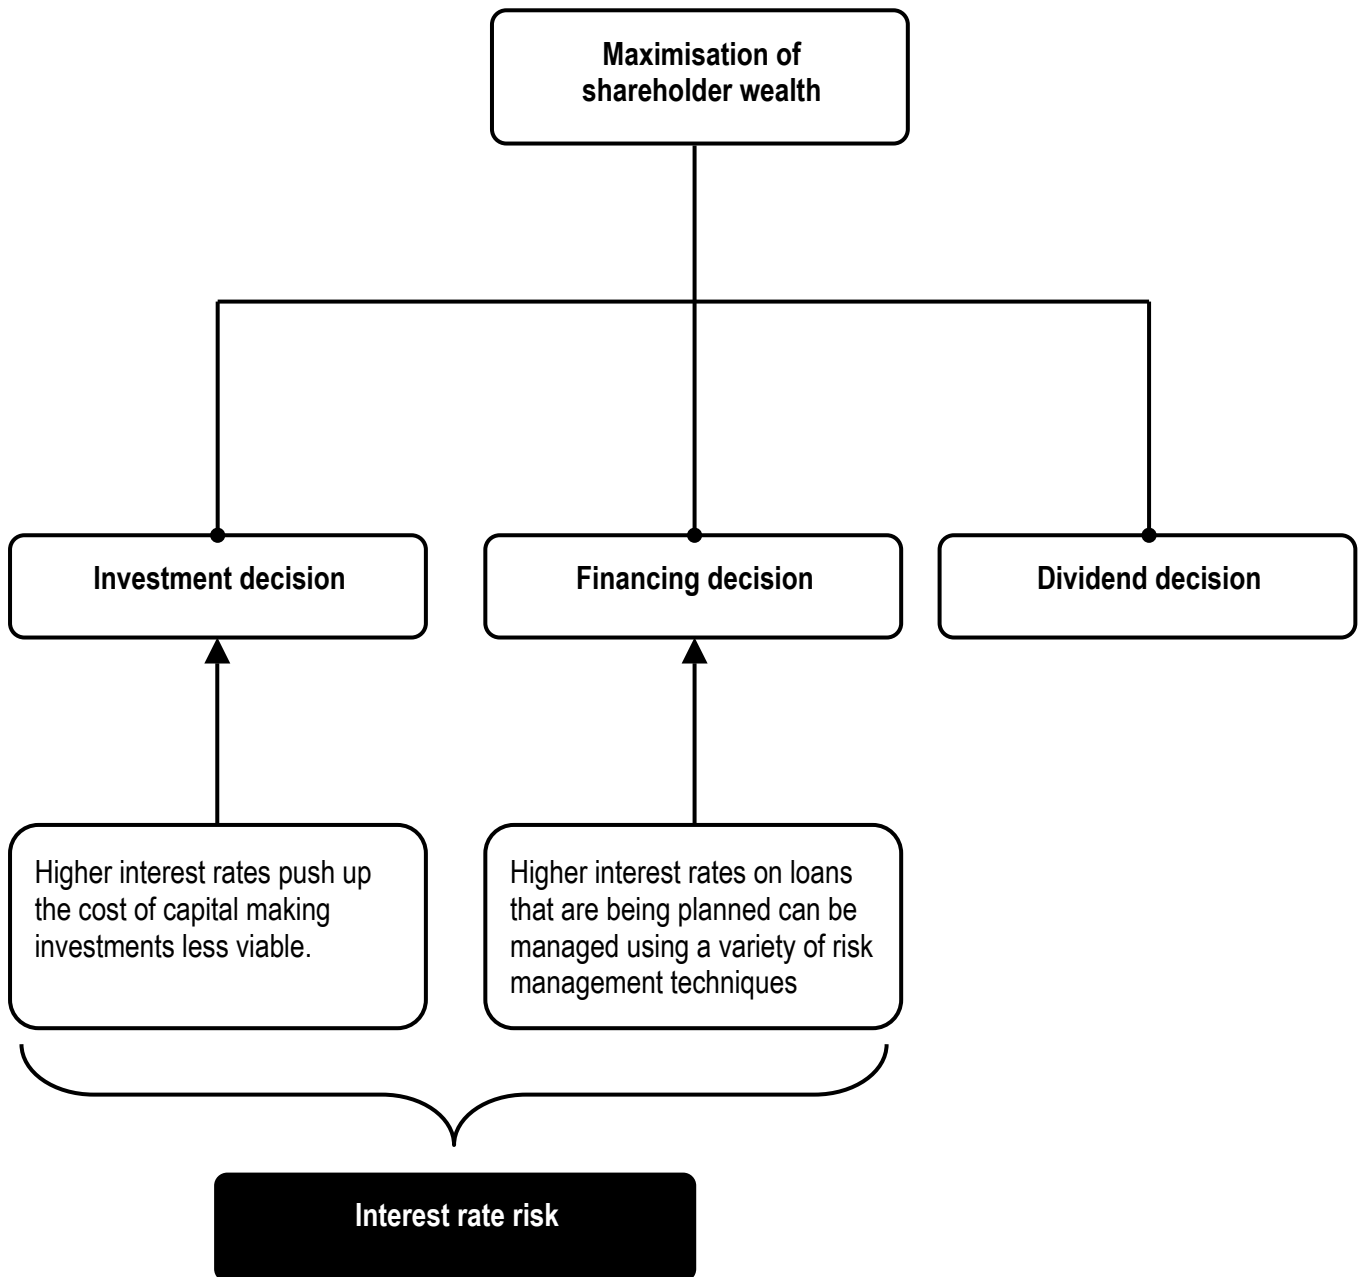 Maximisation of
shareholder wealth
Investment decision
Financing decision
Dividend decision
Higher interest rates push up
the cost of capital making
investments less viable.
Higher interest rates on loans
that are being planned can be
managed using a variety of risk
management techniques
Interest rate risk